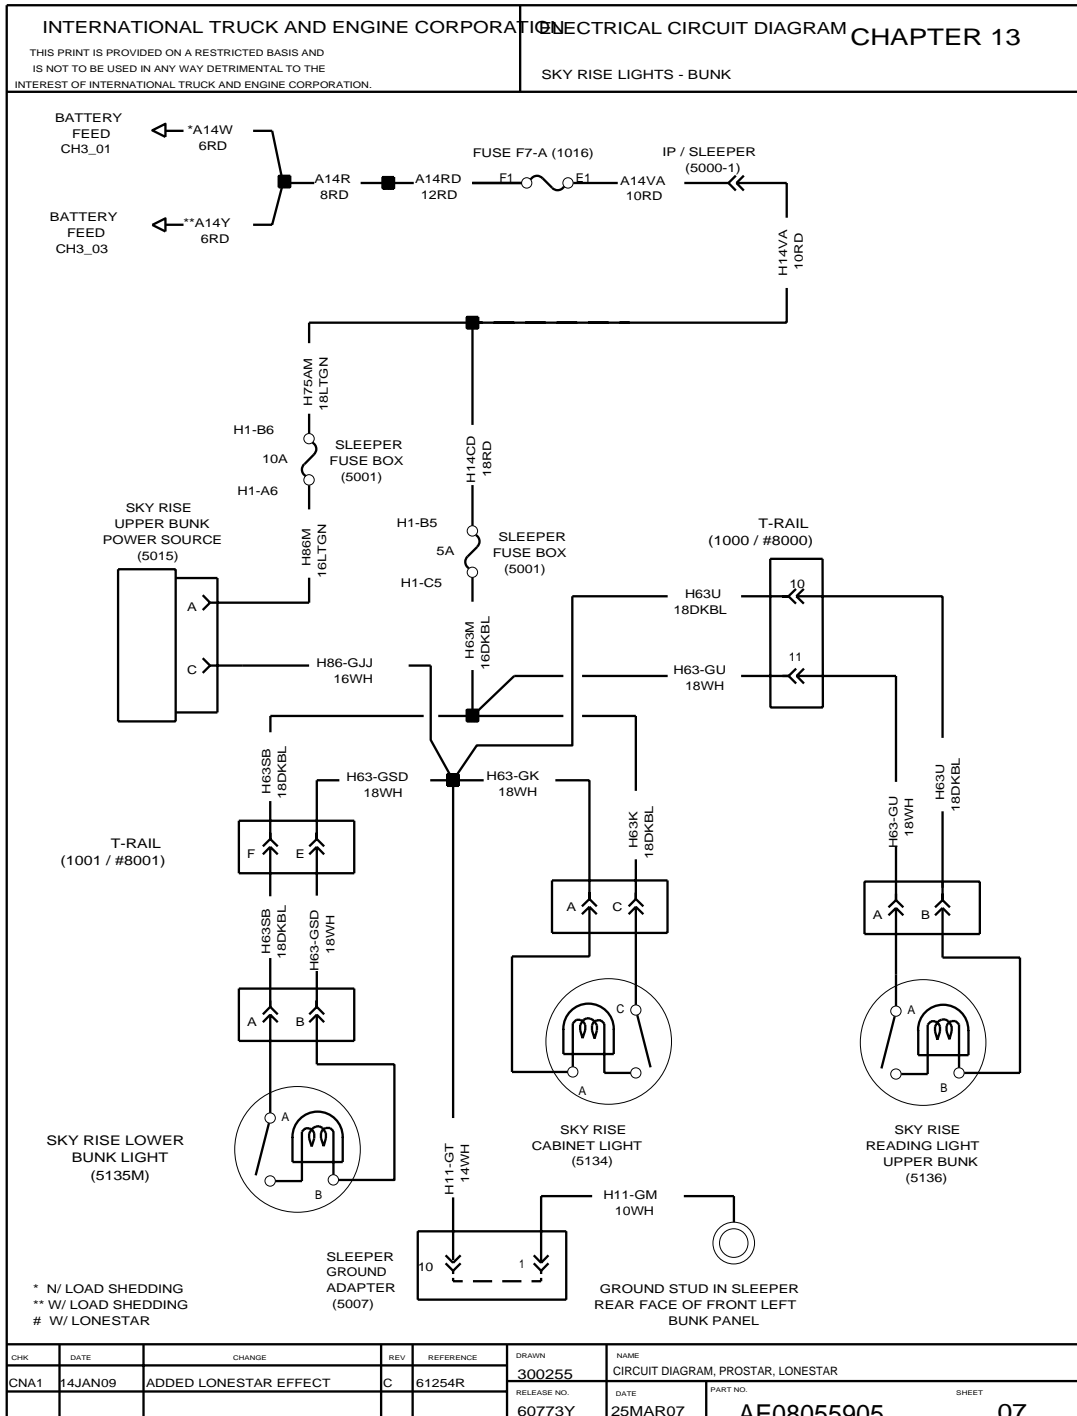 INTERNATIONAL TRUCK AND ENGINE CORPORATION
THIS PRINT IS PROVIDED ON A RESTRICTED BASIS AND
IS NOT TO BE USED IN ANY WAY DETRIMENTAL TO THE
INTEREST OF INTERNATIONAL TRUCK AND ENGINE CORPORATION.
ELECTRICAL CIRCUIT DIAGRAM
CHAPTER 13
SKY RISE LIGHTS - BUNK
BATTERY
FEED
CH3_01
*A14W
6RD
BATTERY
FEED
CH3_03
**A14Y
6RD
A14R
8RD
A14RD
12RD
FUSE F7-A (1016)
F1
E1
A14VA
10RD
IP / SLEEPER
(5000-1)
H14VA
10RD
H75AM
18LTGN
H1-B6
10A
H1-A6
SLEEPER
FUSE BOX
(5001)
H86M
16LTGN
H14CD
18RD
H1-B5
5A
H1-C5
SLEEPER
FUSE BOX
(5001)
H63M
16DKBL
SKY RISE
UPPER BUNK
POWER SOURCE
(5015)
A
C
H86-GJJ
16WH
T-RAIL
(1000 / #8000)
10
11
H63U
18DKBL
H63-GU
18WH
H63SB
18DKBL
H63-GSD
18WH
H63-GK
18WH
H63K
18DKBL
H63-GU
18WH
H63U
18DKBL
T-RAIL
(1001 / #8001)
F
E
H63SB
18DKBL
H63-GSD
18WH
A
B
A
C
A
B
A
B
SKY RISE LOWER
BUNK LIGHT
(5135M)
C
A
SKY RISE
CABINET LIGHT
(5134)
A
B
SKY RISE
READING LIGHT
UPPER BUNK
(5136)
H11-GT
14WH
H11-GM
10WH
SLEEPER
GROUND
ADAPTER
(5007)
10
1
GROUND STUD IN SLEEPER
REAR FACE OF FRONT LEFT
BUNK PANEL
* N/ LOAD SHEDDING
** W/ LOAD SHEDDING
# W/ LONESTAR
CHK DATE CHANGE REV REFERENCE
CNA1 14JAN09 ADDED LONESTAR EFFECT C 61254R
DRAWN
300255
NAME
CIRCUIT DIAGRAM, PROSTAR, LONESTAR
RELEASE NO.
60773Y
DATE
25MAR07
PART NO.
AE08055905
SHEET
07